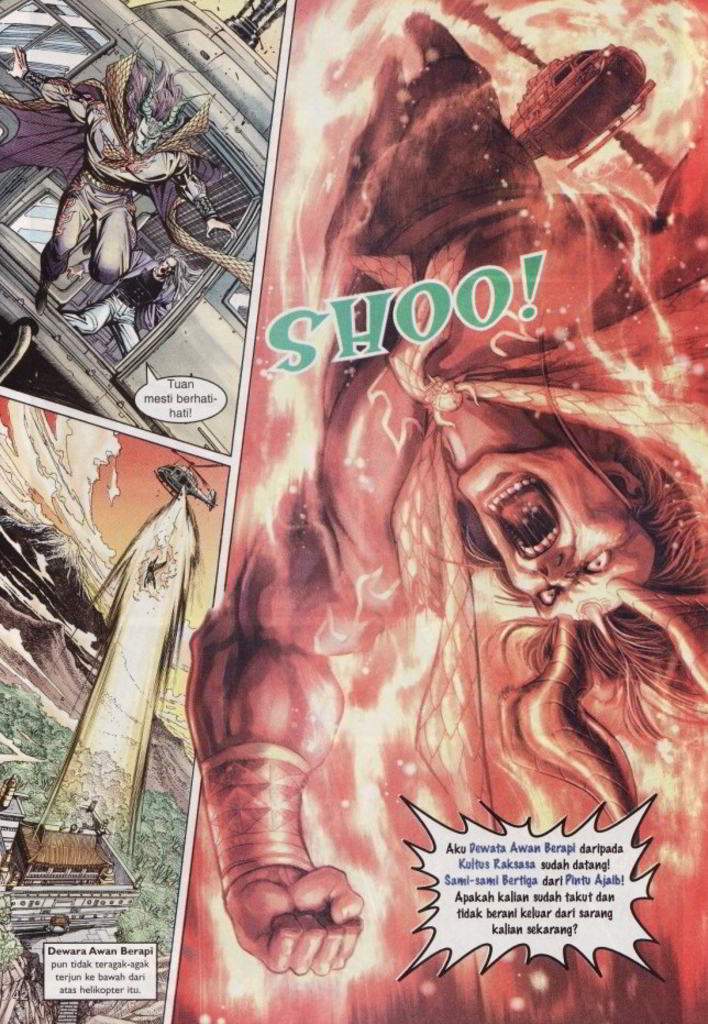 Tuan
mesti berhati-
hati!
SHOO!
Dewara Awan Berapi
pun tidak teragak-agak
terjun ke bawah dari
atas helikopter itu.
Aku Dewata Awan Berapi daripada
Kultus Raksasa sudah datang!
Sami-sami Bertiga dari Pintu Ajaib!
Apakah kalian sudah takut dan
tidak berani keluar dari sarang
kalian sekarang?